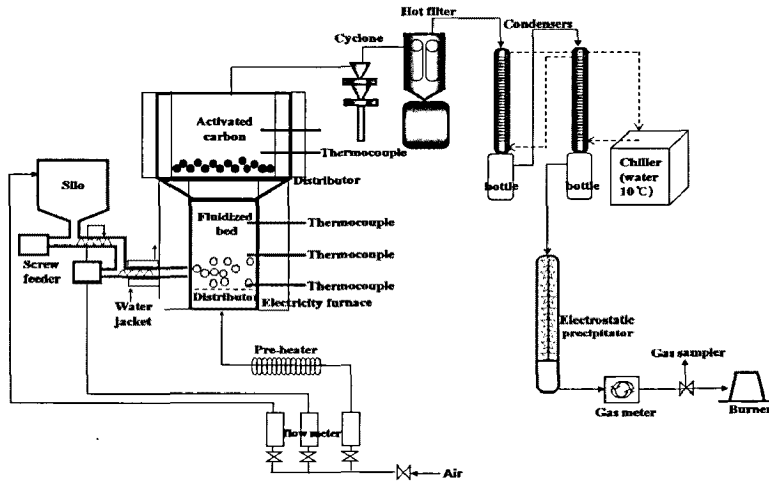 Hot filter
Condensers
Cyclone
Activated
carbon
Thermocouple
Distributor
Silo
Fluidized
bed
Thermocouple
Thermocouple
Thermocouple
Distributor
Electricity furnace
Screw
feeder
Water
jacket
bottle
bottle
Chiller
(water
10℃)
Pre-heater
Electrostatic
precipitator
Gas sampler
Gas meter
Burner
flow meter
Air